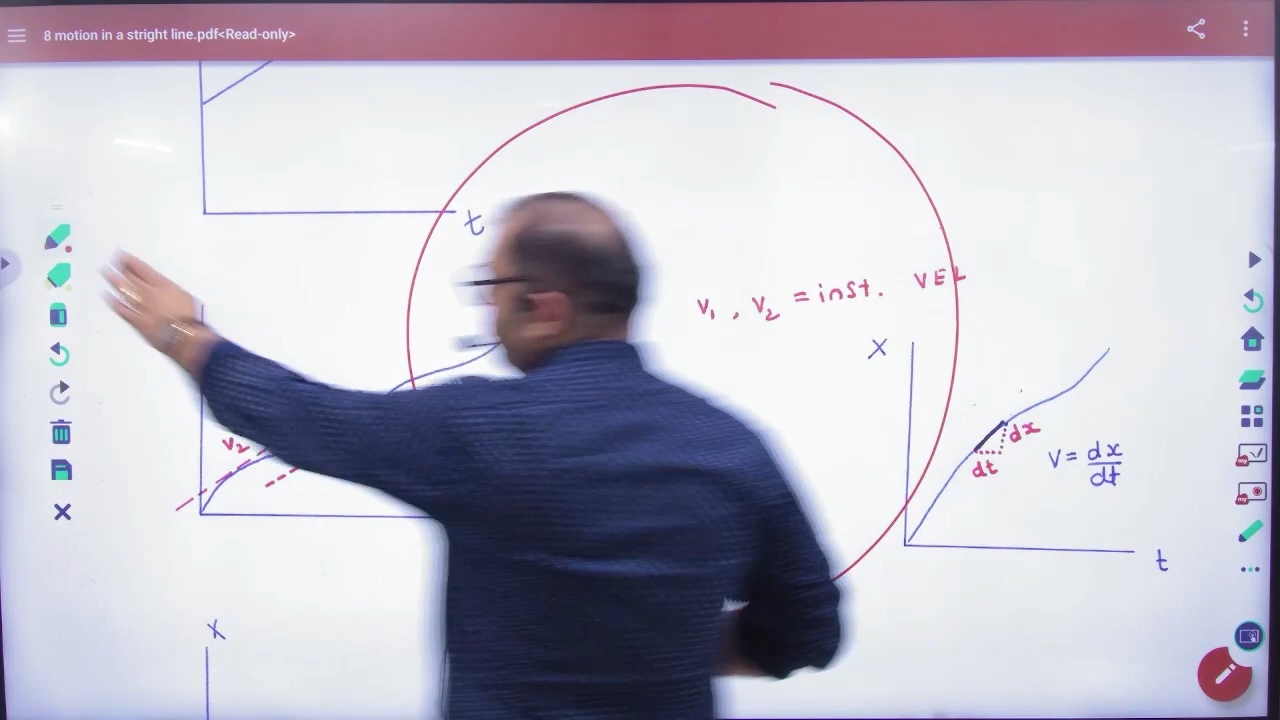 8 motion in a stright line.pdf<Read-only>
t
v₁ , v₂ = inst. VEL
X
v₂
dx
dt
V = dx/dt
t
X